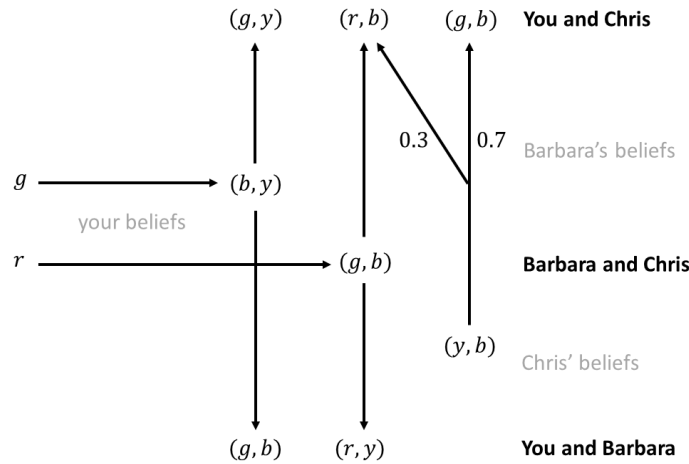 (g, y) (r, b) (g, b) You and Chris
0.3 0.7 Barbara's beliefs
g (b, y)
your beliefs
r (g, b) Barbara and Chris
(y, b) Chris' beliefs
(g, b) (r, y) You and Barbara